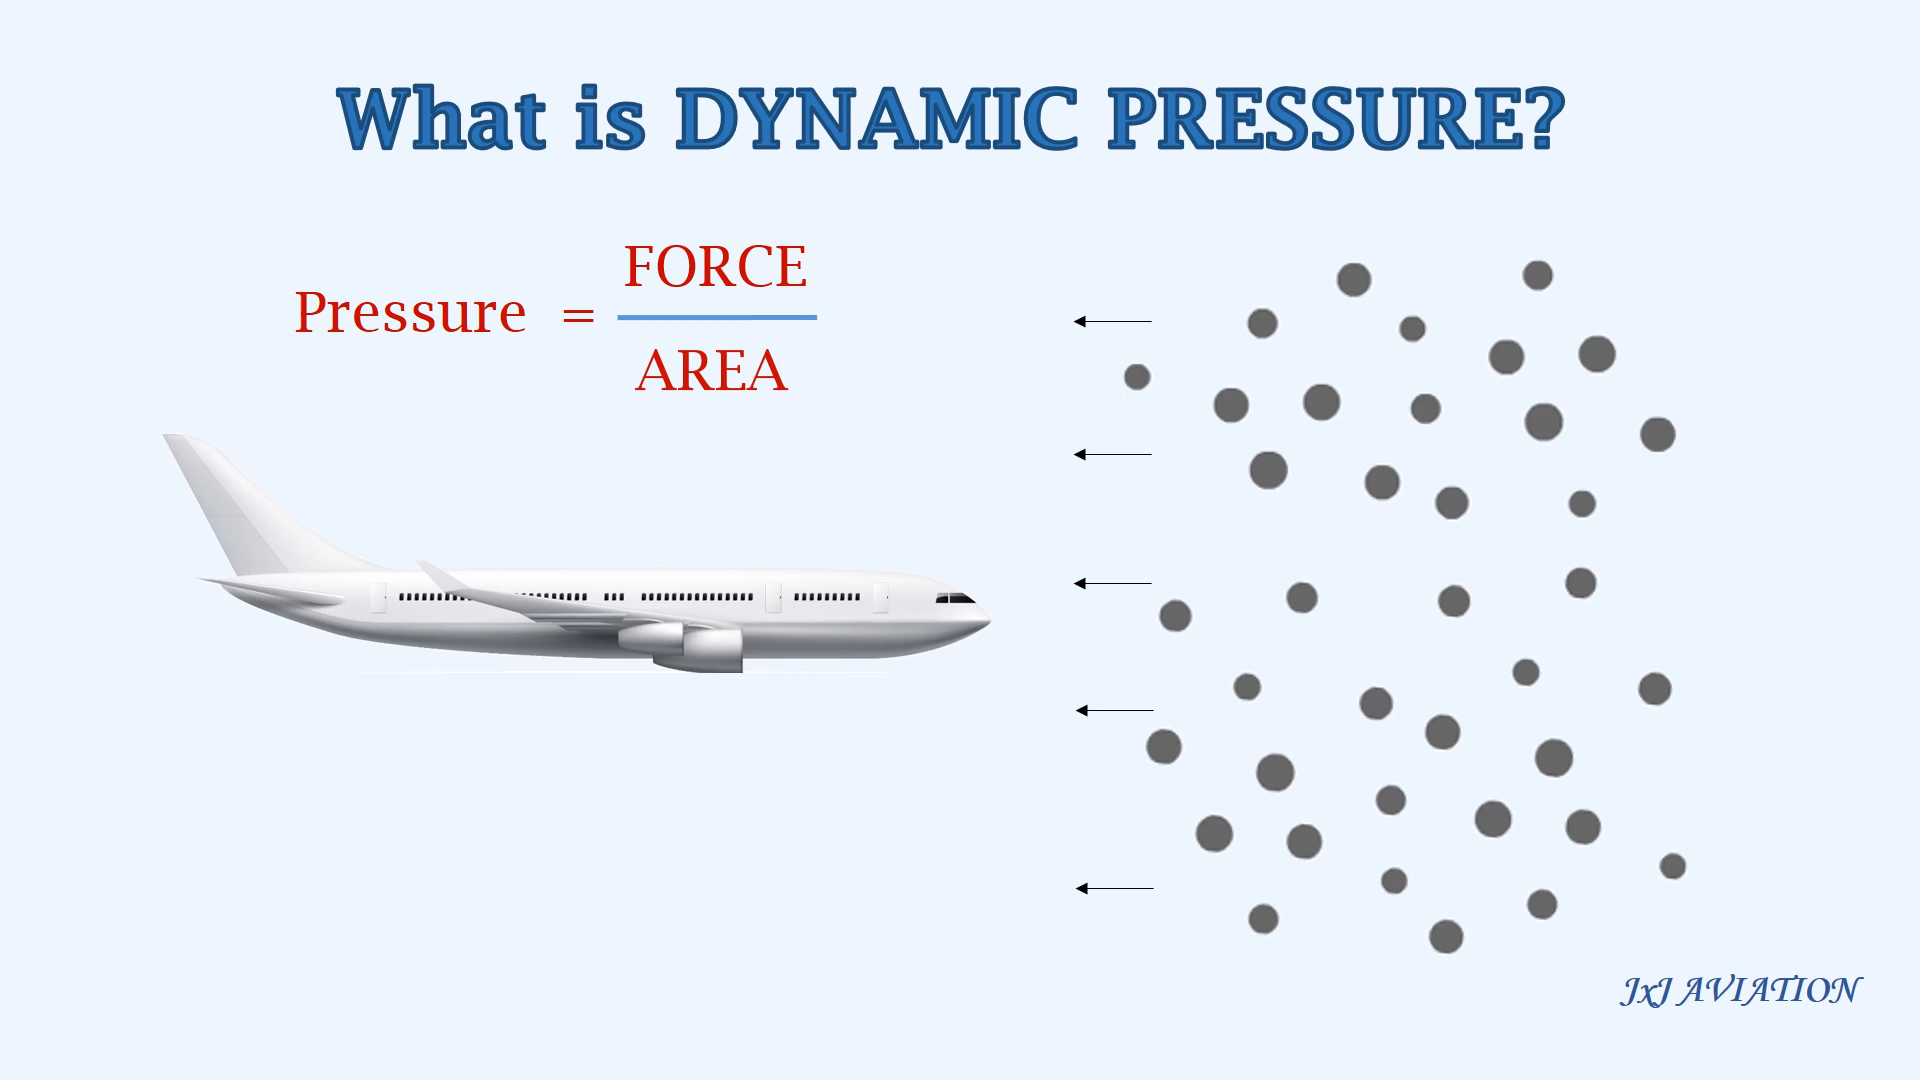 What is DYNAMIC PRESSURE?
Pressure = FORCE
AREA
JxJ AVIATION